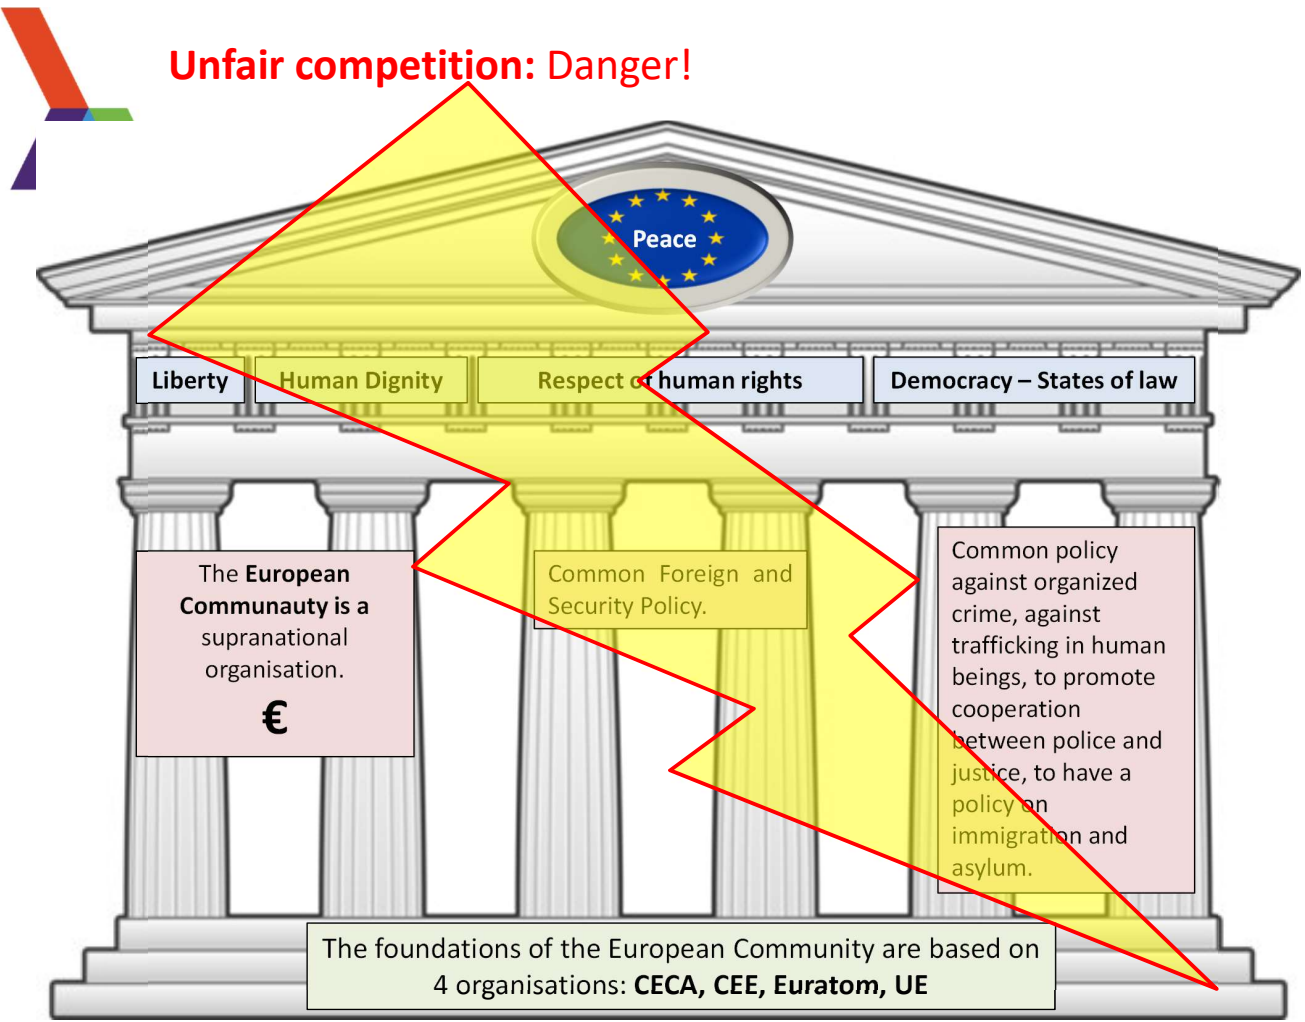 Unfair competition: Danger!
Peace
Liberty
Human Dignity
Respect of human rights
Democracy – States of law
The European
Communauty is a
supranational
organisation.
€
Common Foreign and
Security Policy.
Common policy
against organized
crime, against
trafficking in human
beings, to promote
cooperation
between police and
justice, to have a
policy on
immigration and
asylum.
The foundations of the European Community are based on
4 organisations: CECA, CEE, Euratom, UE